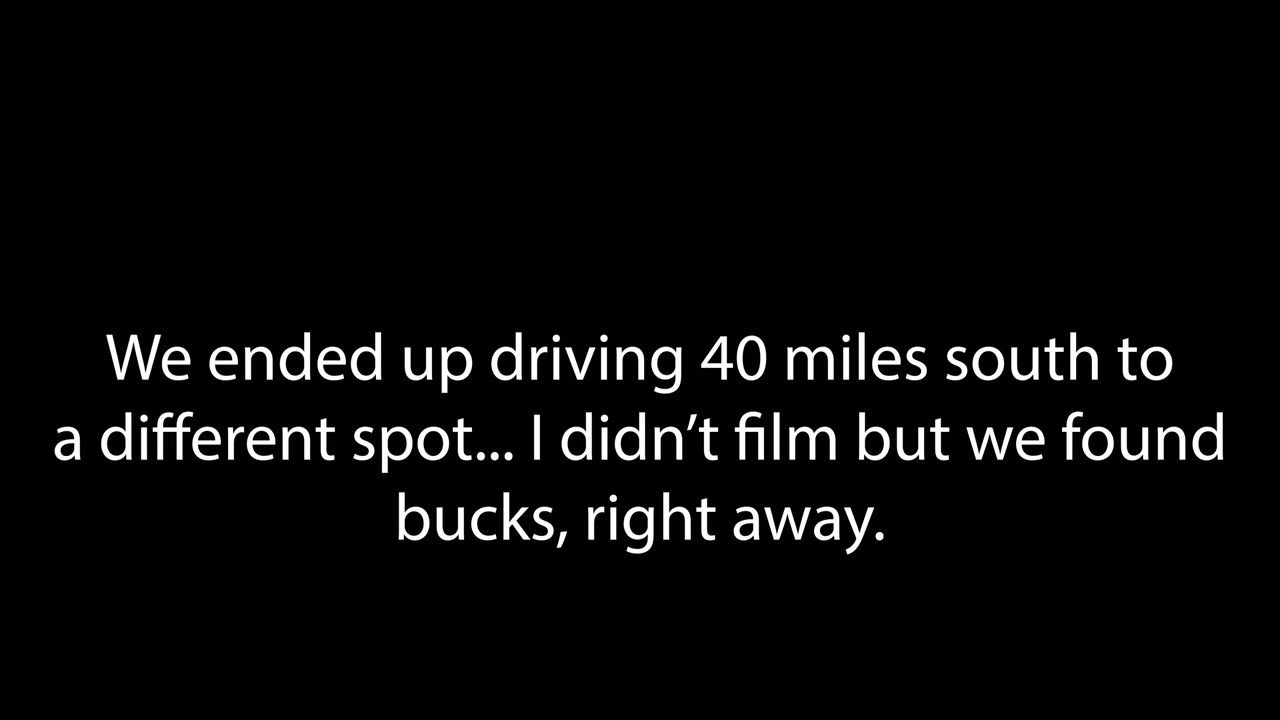 We ended up driving 40 miles south to
a different spot... I didn’t film but we found
bucks, right away.